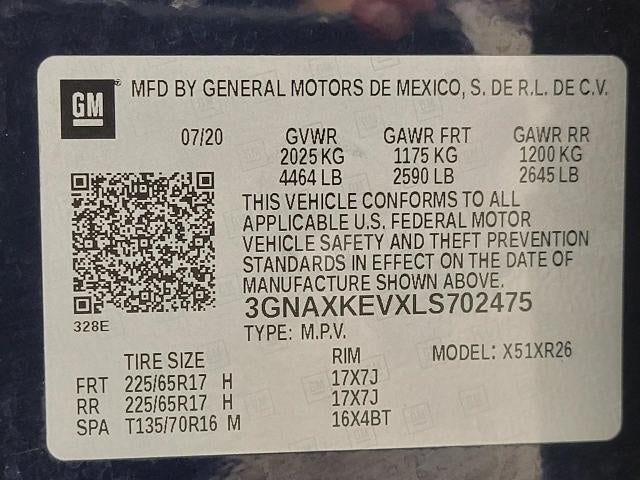 GM MFD BY GENERAL MOTORS DE MEXICO, S. DE R.L. DE C.V.
07/20 GVWR GAWR FRT GAWR RR
2025 KG 1175 KG 1200 KG
4464 LB 2590 LB 2645 LB
THIS VEHICLE CONFORMS TO ALL
APPLICABLE U.S. FEDERAL MOTOR
VEHICLE SAFETY AND THEFT PREVENTION
STANDARDS IN EFFECT ON THE DATE OF
MANUFACTURE SHOWN ABOVE.
3GNAXKEVXLS702475
328E
TYPE: M.P.V.
TIRE SIZE RIM MODEL: X51XR26
FRT 225/65R17 H 17X7J
RR 225/65R17 H 17X7J
SPA T135/70R16 M 16X4BT